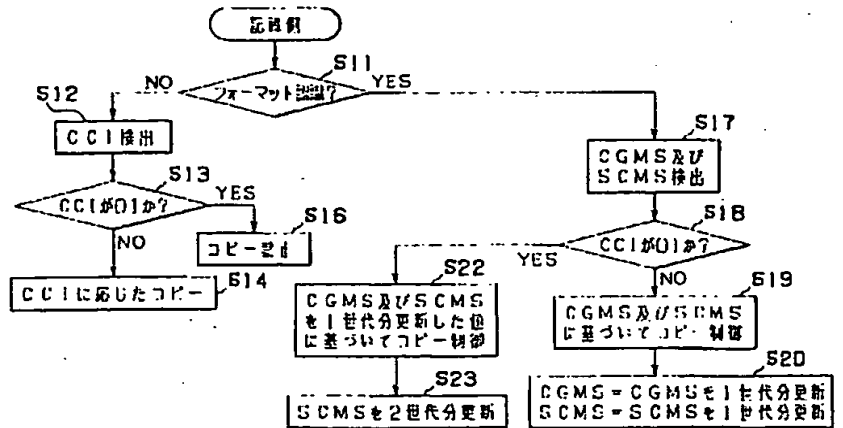 記録側
S11
フォーマット認識?
NO
YES
S12
CCI検出
S13
CCIが01か?
YES
NO
S16
コピー禁止
S14
CCIに応じたコピー
S17
CGMS及び
SCMS検出
S18
CCIが01か?
YES
NO
S22
CGMS及びSCMS
を1世代分更新した値
に基づいてコピー制御
S23
SCMSを2世代分更新
S19
CGMS及びSCMS
に基づいてコピー制御
S20
CGMS=CGMSを1世代分更新
SCMS=SCMSを1世代分更新